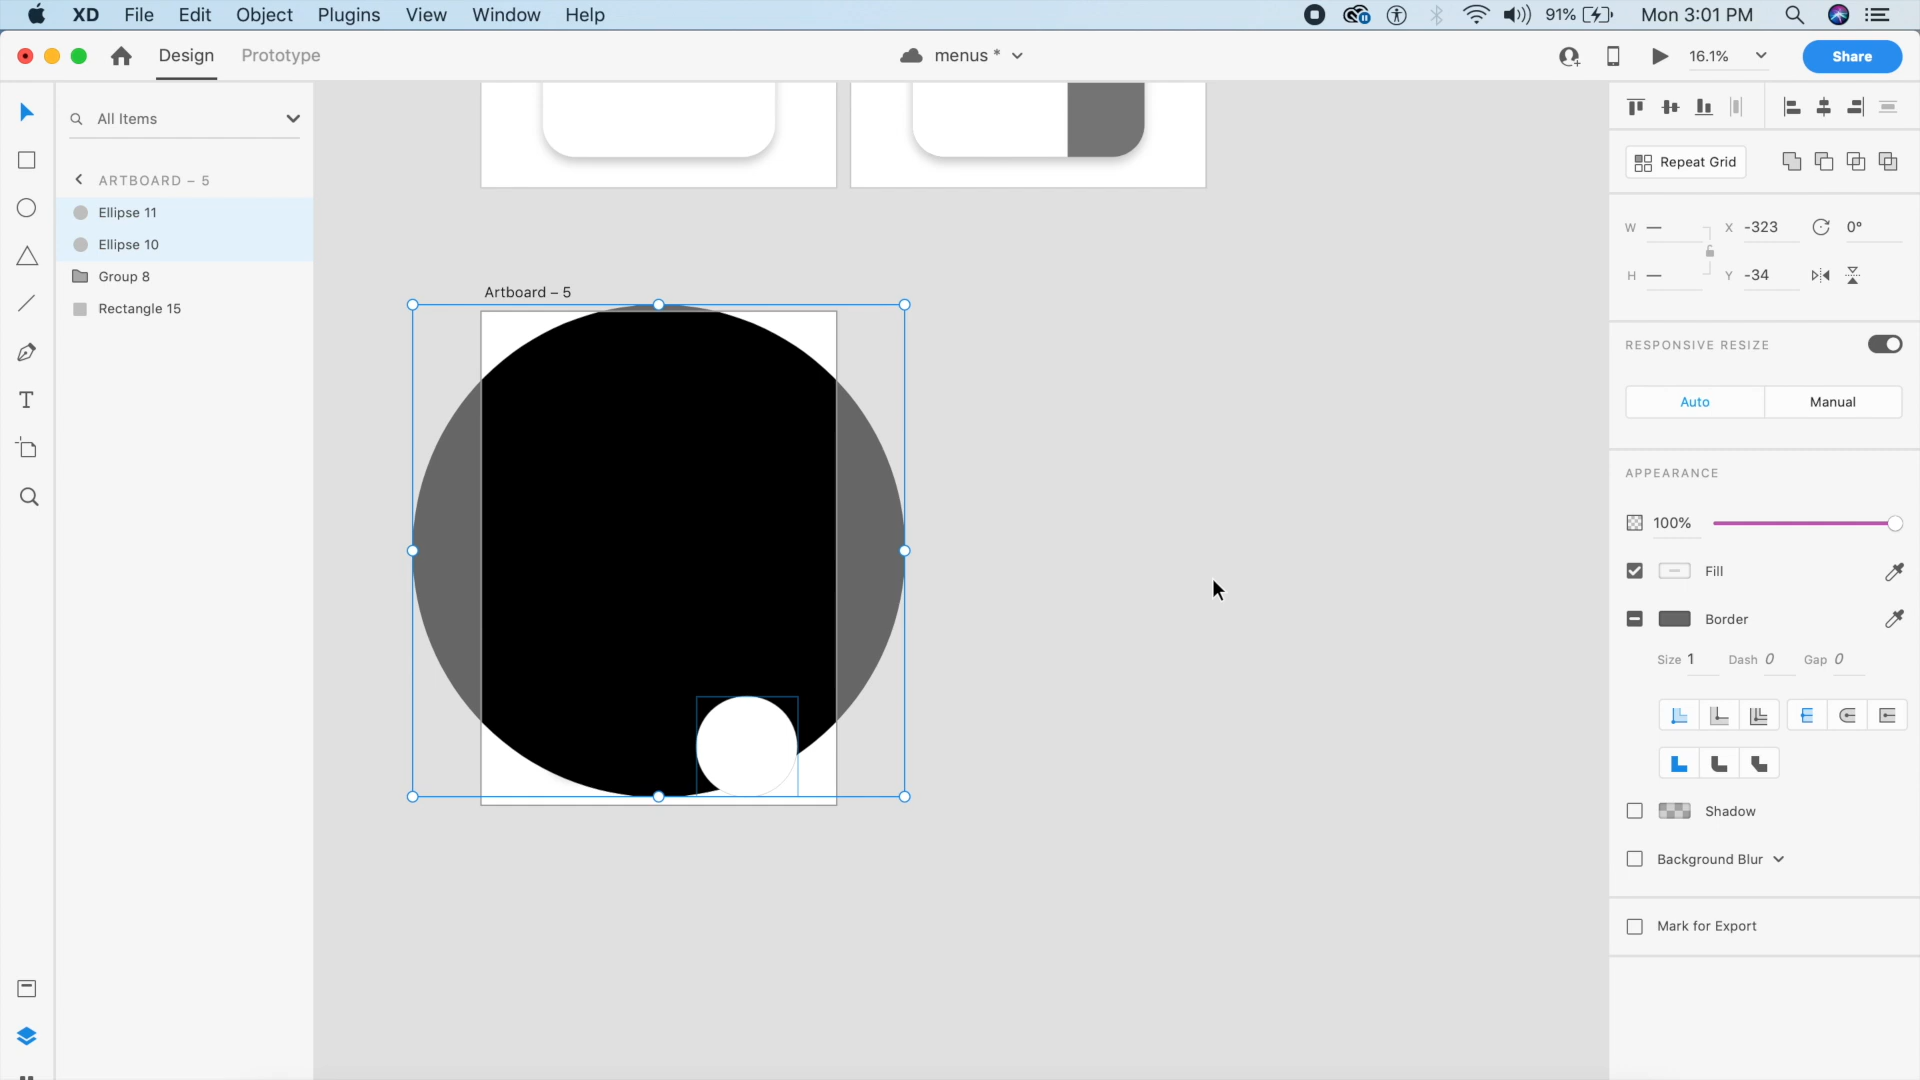 XD File Edit Object Plugins View Window Help 91% Mon 3:01 PM
Design Prototype menus * 16.1% Share
All Items
ARTBOARD – 5
Ellipse 11
Ellipse 10
Group 8
Rectangle 15
Artboard – 5
Repeat Grid
W — X -323 0°
H — Y -34
RESPONSIVE RESIZE
Auto Manual
APPEARANCE
100%
Fill
Border
Size 1 Dash 0 Gap 0
Shadow
Background Blur
Mark for Export